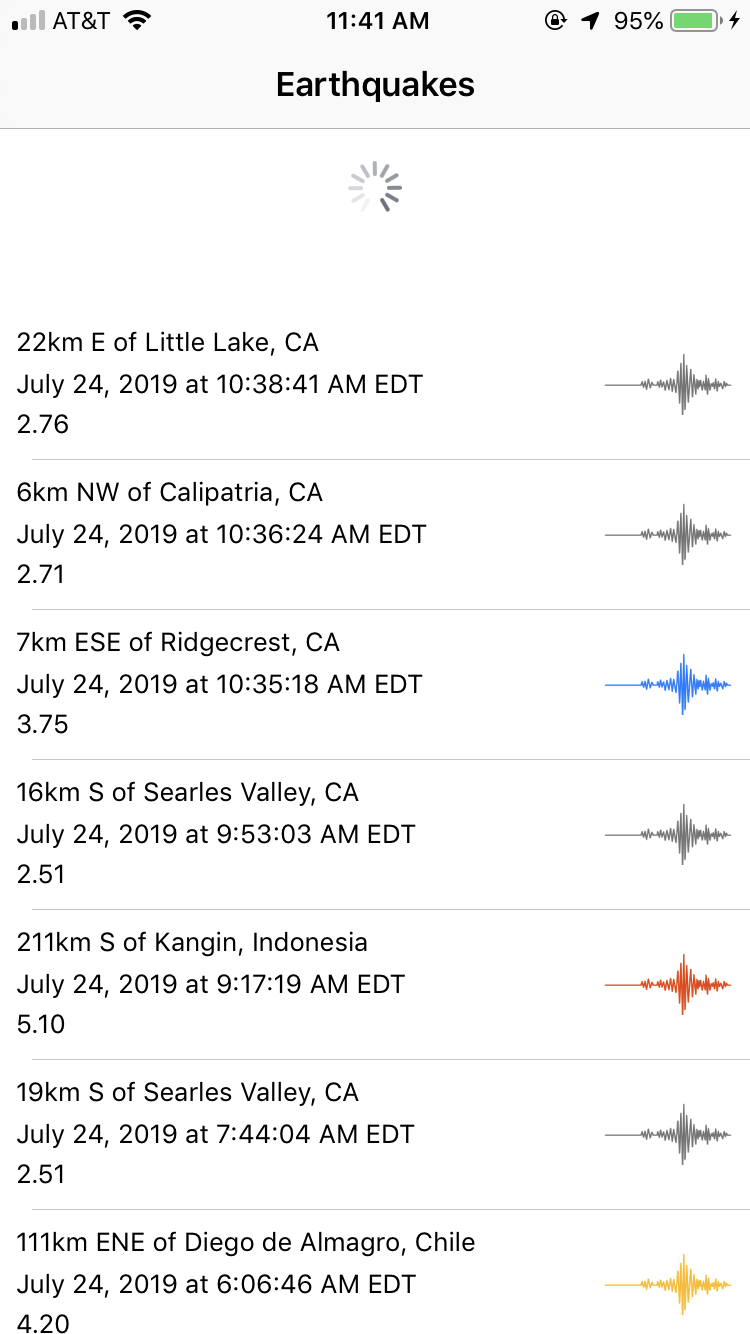 AT&T 11:41 AM 95%
Earthquakes
22km E of Little Lake, CA
July 24, 2019 at 10:38:41 AM EDT
2.76
6km NW of Calipatria, CA
July 24, 2019 at 10:36:24 AM EDT
2.71
7km ESE of Ridgecrest, CA
July 24, 2019 at 10:35:18 AM EDT
3.75
16km S of Searles Valley, CA
July 24, 2019 at 9:53:03 AM EDT
2.51
211km S of Kangin, Indonesia
July 24, 2019 at 9:17:19 AM EDT
5.10
19km S of Searles Valley, CA
July 24, 2019 at 7:44:04 AM EDT
2.51
111km ENE of Diego de Almagro, Chile
July 24, 2019 at 6:06:46 AM EDT
4.20